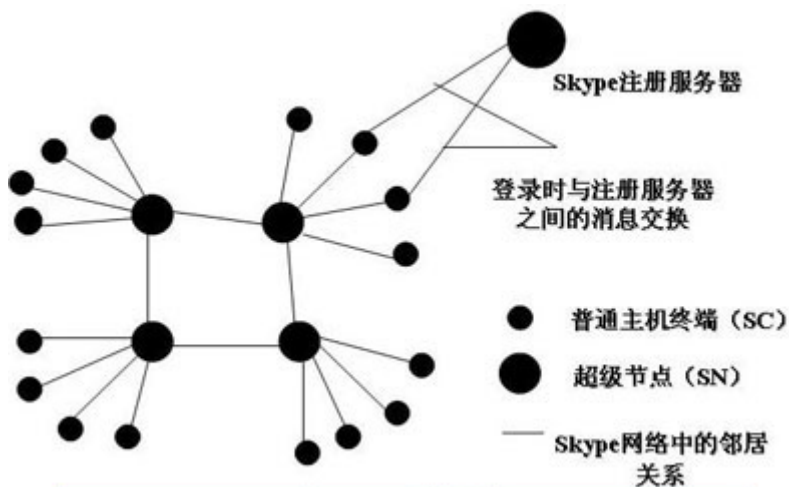 Skype注册服务器
登录时与注册服务器
之间的消息交换
普通主机终端（SC）
超级节点（SN）
Skype网络中的邻居
关系